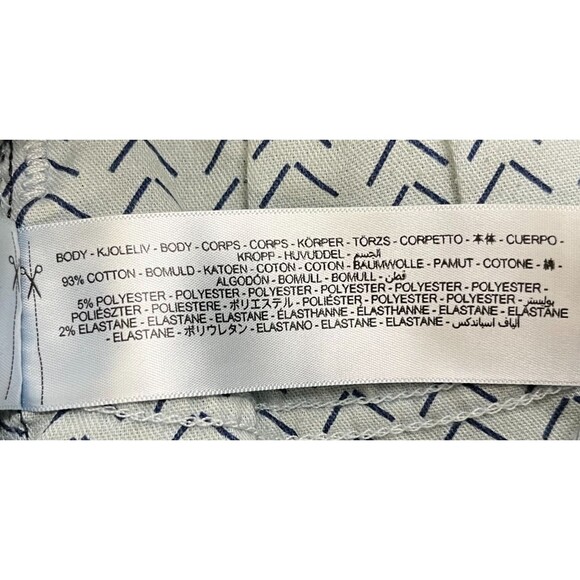 BODY - KJOLELIV - BODY - CORPS - CORPS - KÖRPER - TÖRZS - CORPETTO - 本体 - CUERPO -
KROPP - HUVUDDEL - الجسم
93% COTTON - BOMULD - KATOEN - COTON - COTON - BAUMWOLLE - PAMUT - COTONE - 綿 -
ALGODÓN - BOMULL - BOMULL - قطن
5% POLYESTER - POLYESTER - POLYESTER - POLYESTER - POLYESTER - POLYESTER -
POLIÉSZTER - POLIESTERE - ポリエステル - POLIÉSTER - POLYESTER - POLYESTER - بوليستر
2% ELASTANE - ELASTANE - ELASTANE - ÉLASTHANNE - ÉLASTHANNE - ELASTANE - ELASTANE
- ELASTANE - ポリウレタン - ELASTANO - ELASTANE - ELASTANE - ألياف اسباندكس